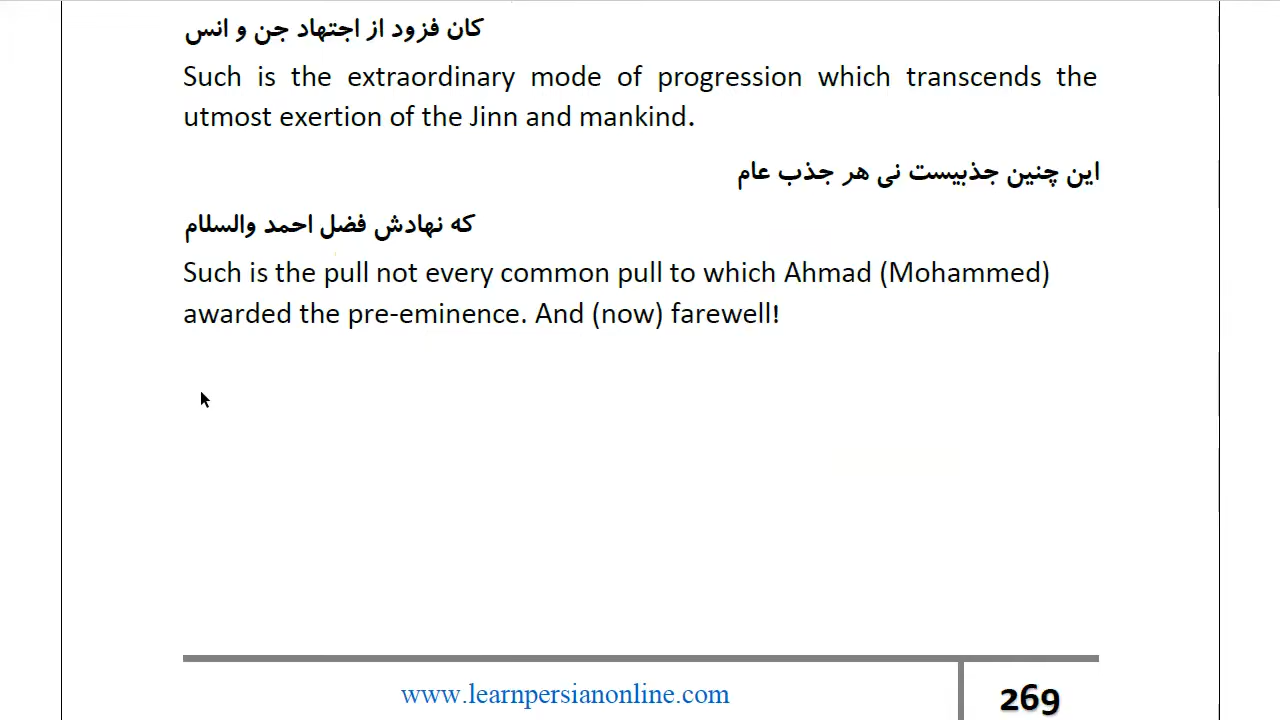 کان فزود از اجتهاد جن و انس
Such is the extraordinary mode of progression which transcends the
utmost exertion of the Jinn and mankind.
این چنین جذبیست نی هر جذب عام
که نهادش فضل احمد والسلام
Such is the pull not every common pull to which Ahmad (Mohammed)
awarded the pre-eminence. And (now) farewell!
www.learnpersianonline.com
269